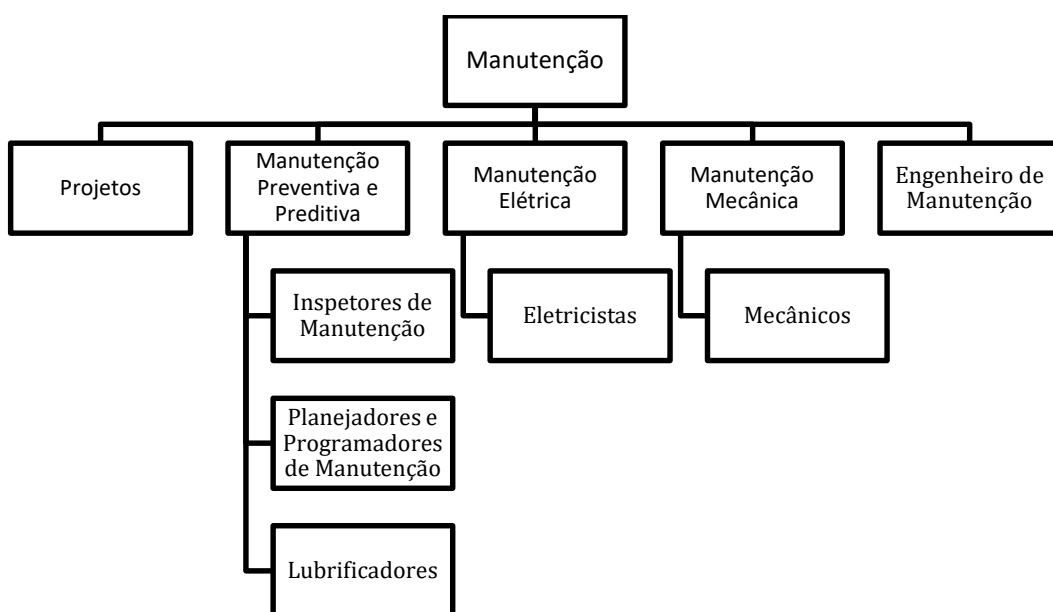 Manutenção
Projetos
Manutenção
Preventiva e
Preditiva
Manutenção
Elétrica
Manutenção
Mecânica
Engenheiro de
Manutenção
Inspetores de
Manutenção
Eletricistas
Mecânicos
Planejadores e
Programadores
de Manutenção
Lubrificadores